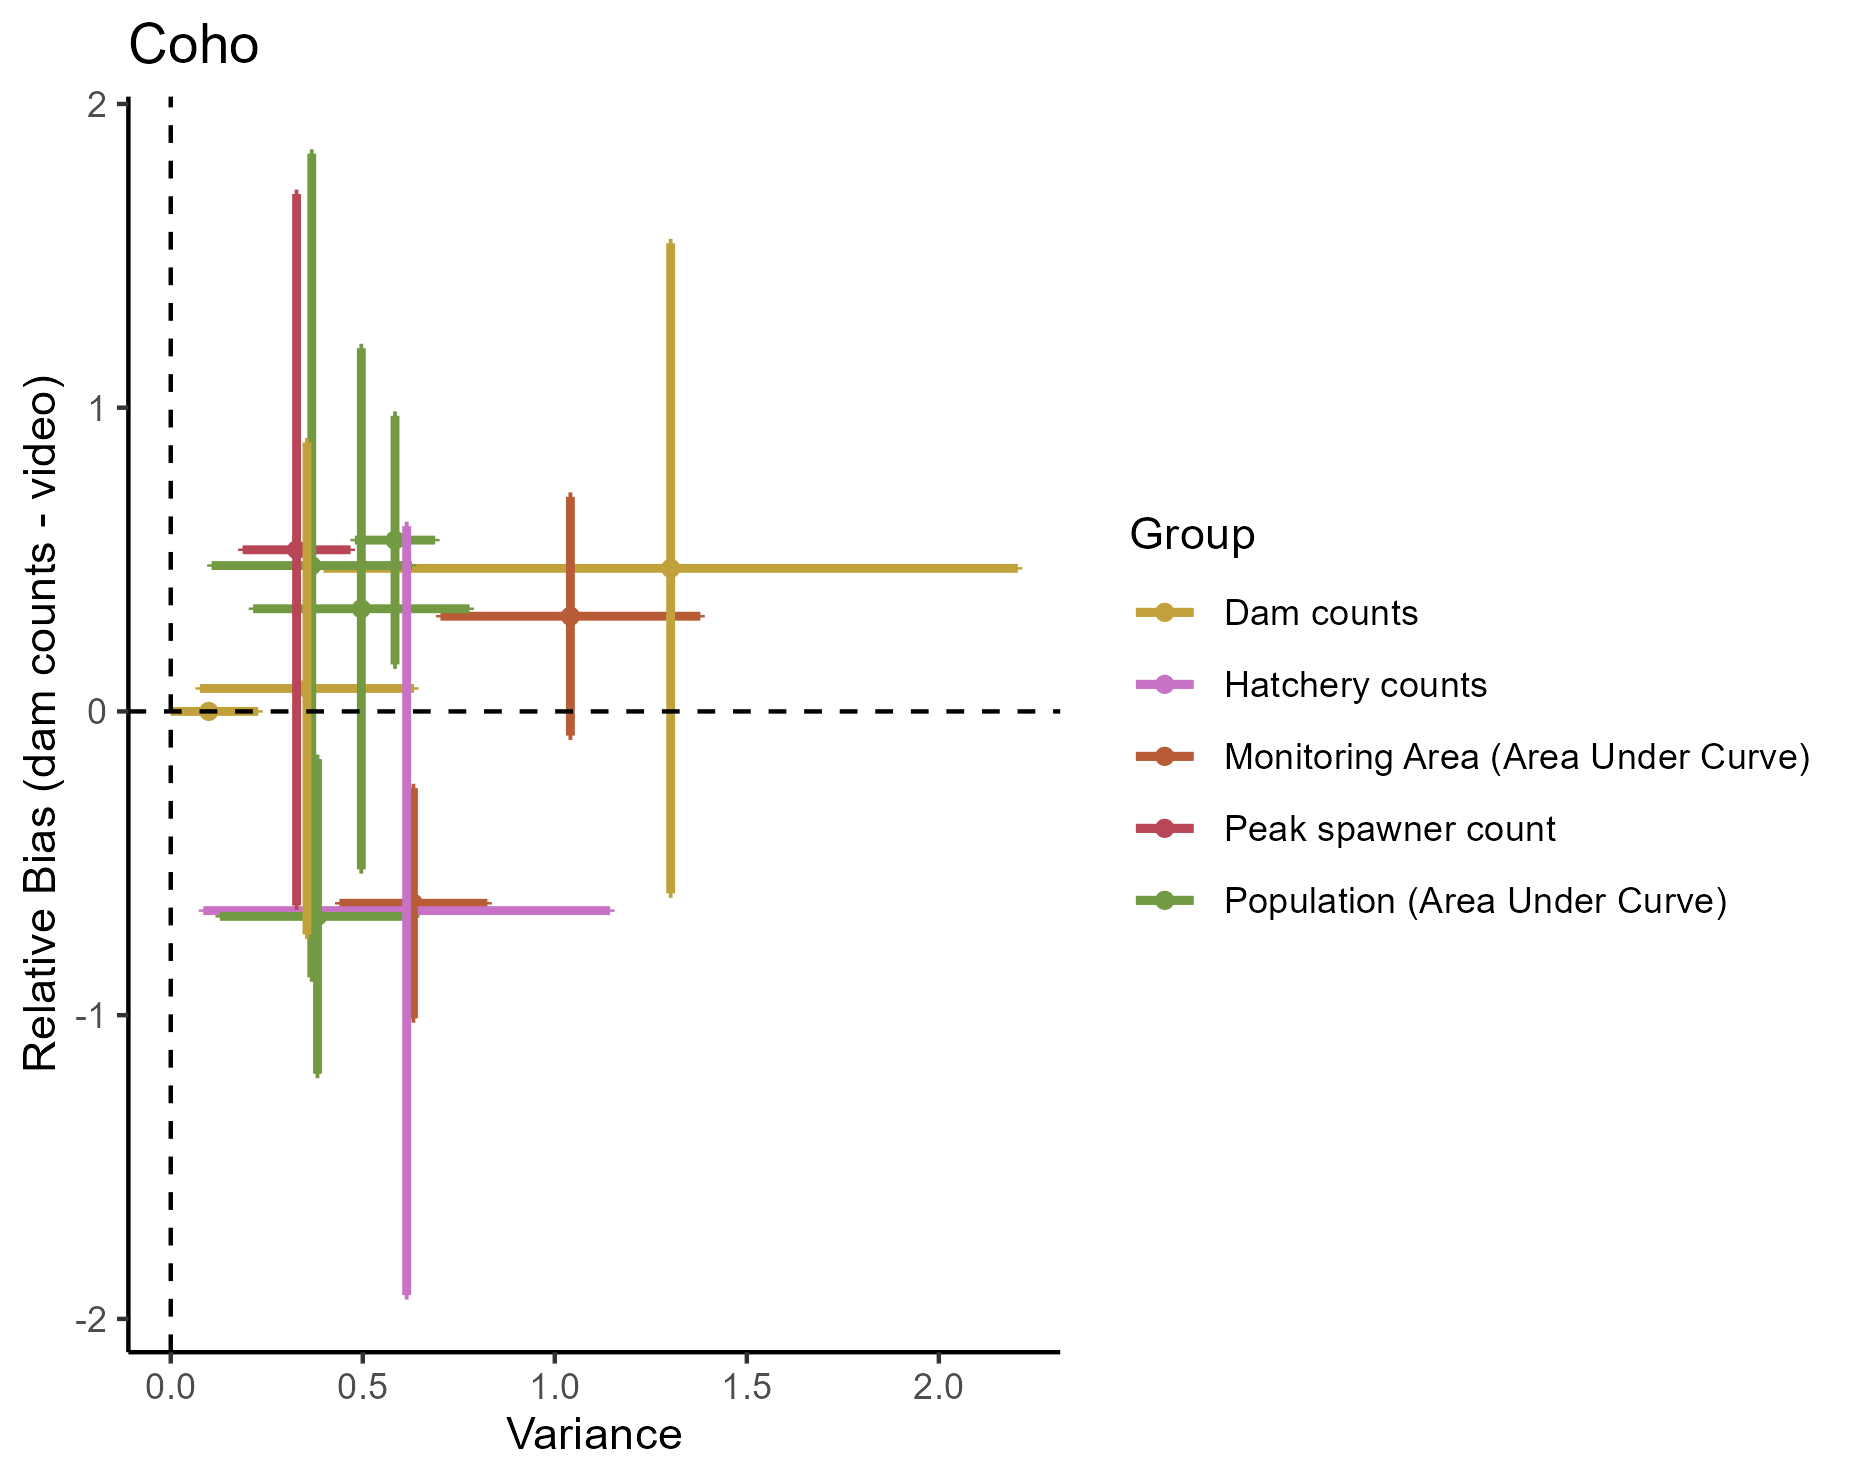 Coho
2
1
0
-1
-2
Relative Bias (dam counts - video)
0.0
0.5
1.0
1.5
2.0
Variance
Group
Dam counts
Hatchery counts
Monitoring Area (Area Under Curve)
Peak spawner count
Population (Area Under Curve)